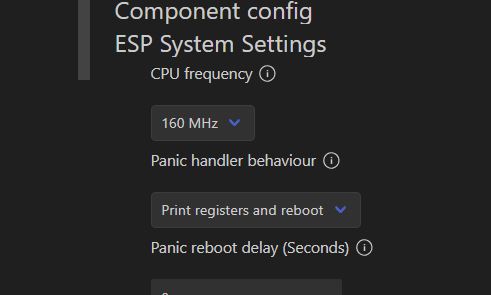 Component config
ESP System Settings
CPU frequency
160 MHz
Panic handler behaviour
Print registers and reboot
Panic reboot delay (Seconds)